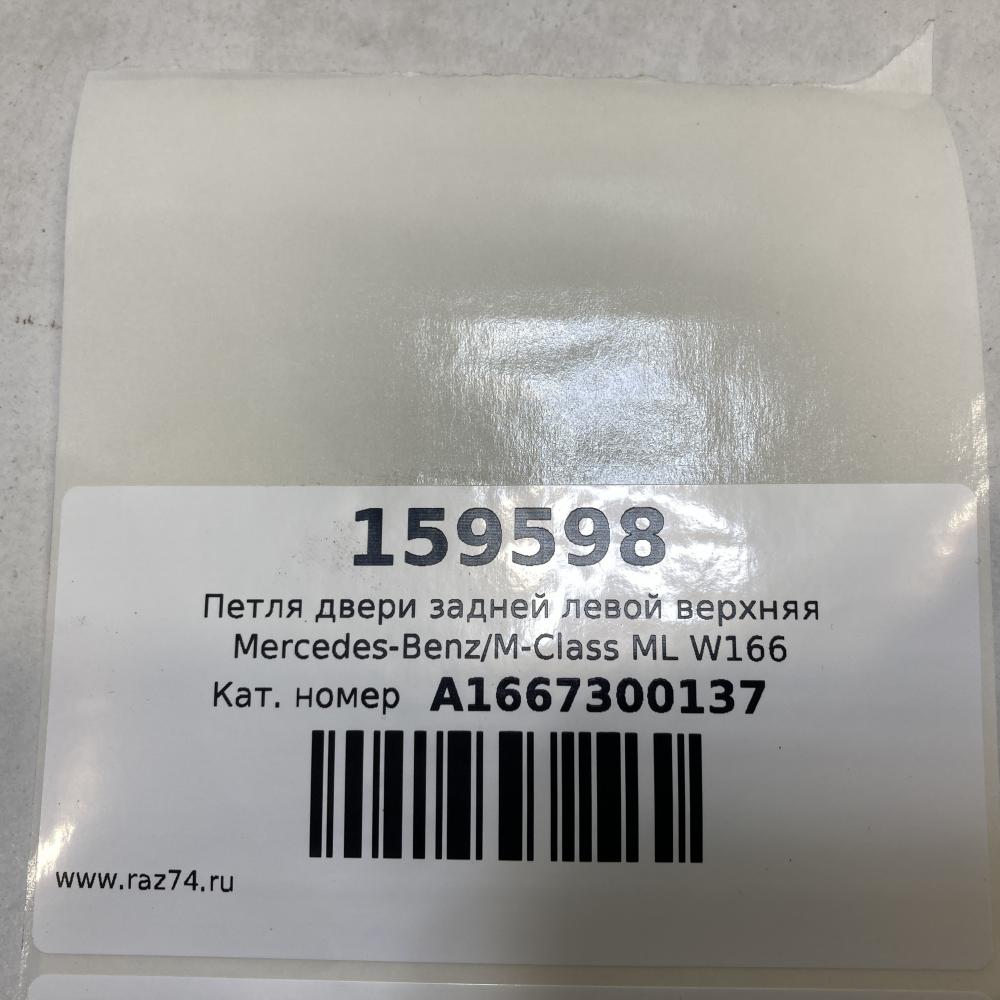 159598
Петля двери задней левой верхняя
Mercedes-Benz/M-Class ML W166
Кат. номер A1667300137
www.raz74.ru